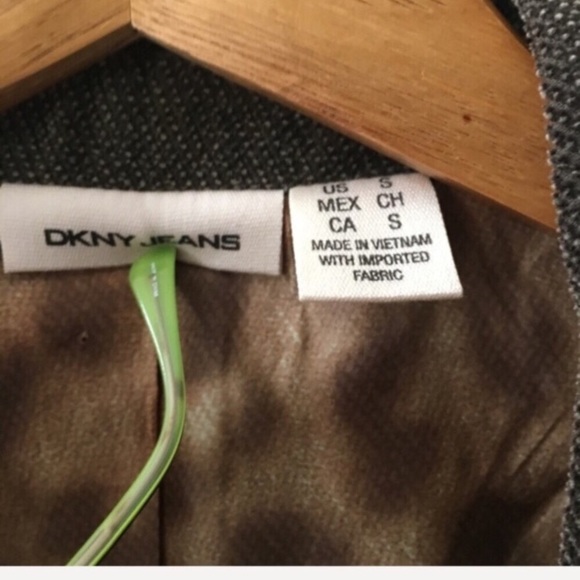 DKNY JEANS
US S
MEX CH
CA S
MADE IN VIETNAM
WITH IMPORTED
FABRIC